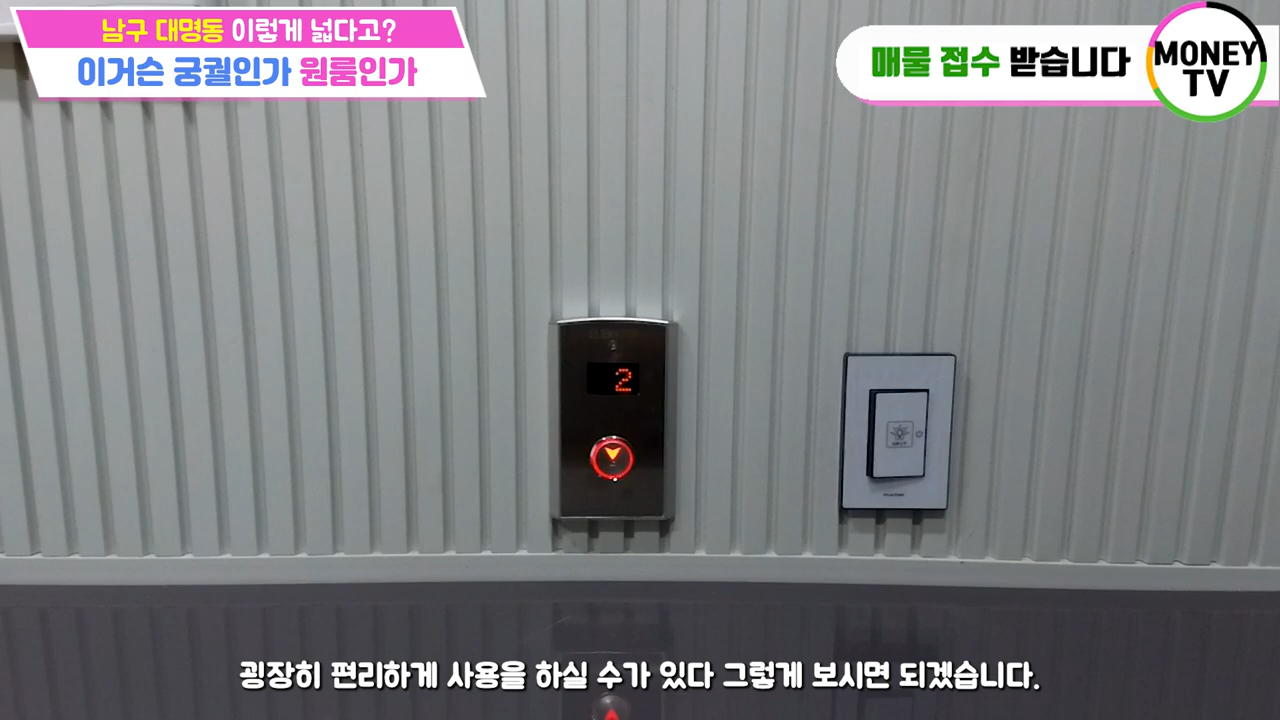 남구 대명동 이렇게 넓다고?
이거슨 궁궐인가 원룸인가
매물 접수 받습니다
MONEY
TV
2
굉장히 편리하게 사용을 하실 수가 있다 그렇게 보시면 되겠습니다.